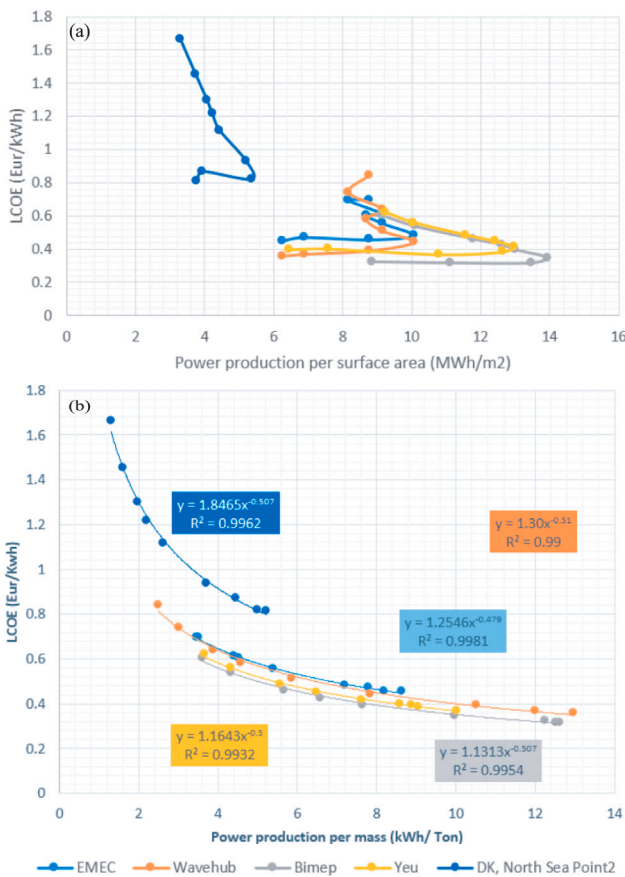 (a)
1.8
1.6
1.4
1.2
1
0.8
0.6
0.4
0.2
0
LCOE (Eur/kWh)
0 2 4 6 8 10 12 14 16
Power production per surface area (MWh/m2)
(b)
1.8
1.6
1.4
1.2
1
0.8
0.6
0.4
0.2
0
LCOE (Eur/Kwh)
y = 1.8465x^-0.507
R² = 0.9962
y = 1.30x^-0.51
R² = 0.99
y = 1.2546x^-0.479
R² = 0.9981
y = 1.1643x^-0.5
R² = 0.9932
y = 1.1313x^-0.507
R² = 0.9954
0 2 4 6 8 10 12 14
Power production per mass (kWh/ Ton)
EMEC Wavehub Bimep Yeu DK, North Sea Point2